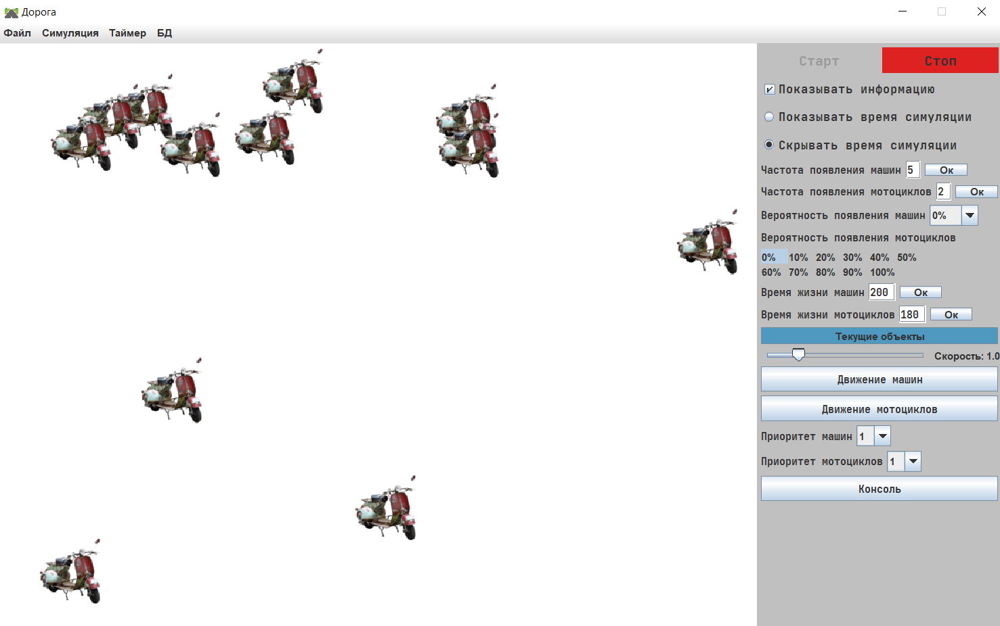 Дорога
Файл Симуляция Таймер БД
Старт Стоп
Показывать информацию
Показывать время симуляции
Скрывать время симуляции
Частота появления машин 5 Ок
Частота появления мотоциклов 2 Ок
Вероятность появления машин 0%
Вероятность появления мотоциклов
0% 10% 20% 30% 40% 50%
60% 70% 80% 90% 100%
Время жизни машин 200 Ок
Время жизни мотоциклов 180 Ок
Текущие объекты
Скорость: 1.0
Движение машин
Движение мотоциклов
Приоритет машин 1
Приоритет мотоциклов 1
Консоль